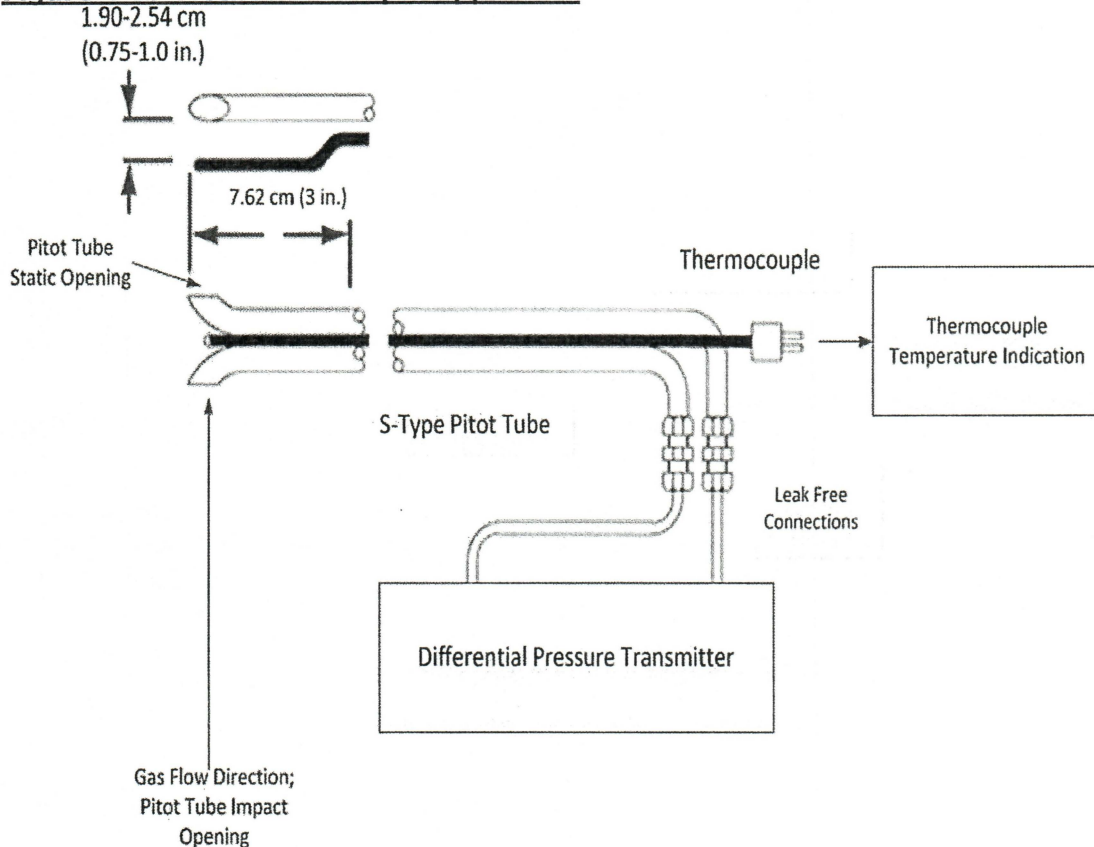 1.90-2.54 cm
(0.75-1.0 in.)
7.62 cm (3 in.)
Pitot Tube
Static Opening
Thermocouple
Thermocouple
Temperature Indication
S-Type Pitot Tube
Leak Free
Connections
Differential Pressure Transmitter
Gas Flow Direction;
Pitot Tube Impact
Opening